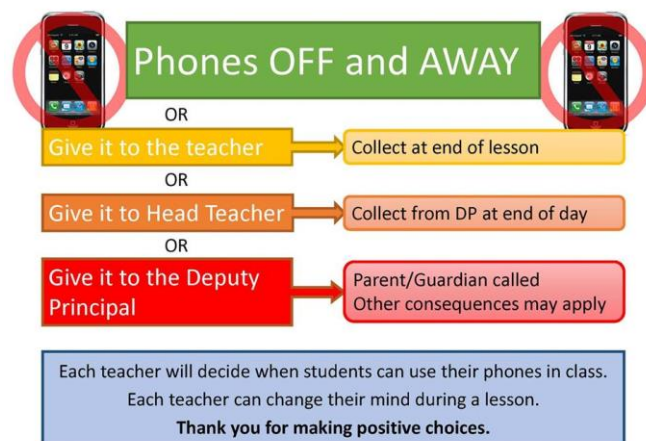 Phones OFF and AWAY
OR
Give it to the teacher
Collect at end of lesson
OR
Give it to Head Teacher
Collect from DP at end of day
OR
Give it to the Deputy
Principal
Parent/Guardian called
Other consequences may apply
Each teacher will decide when students can use their phones in class.
Each teacher can change their mind during a lesson.
Thank you for making positive choices.